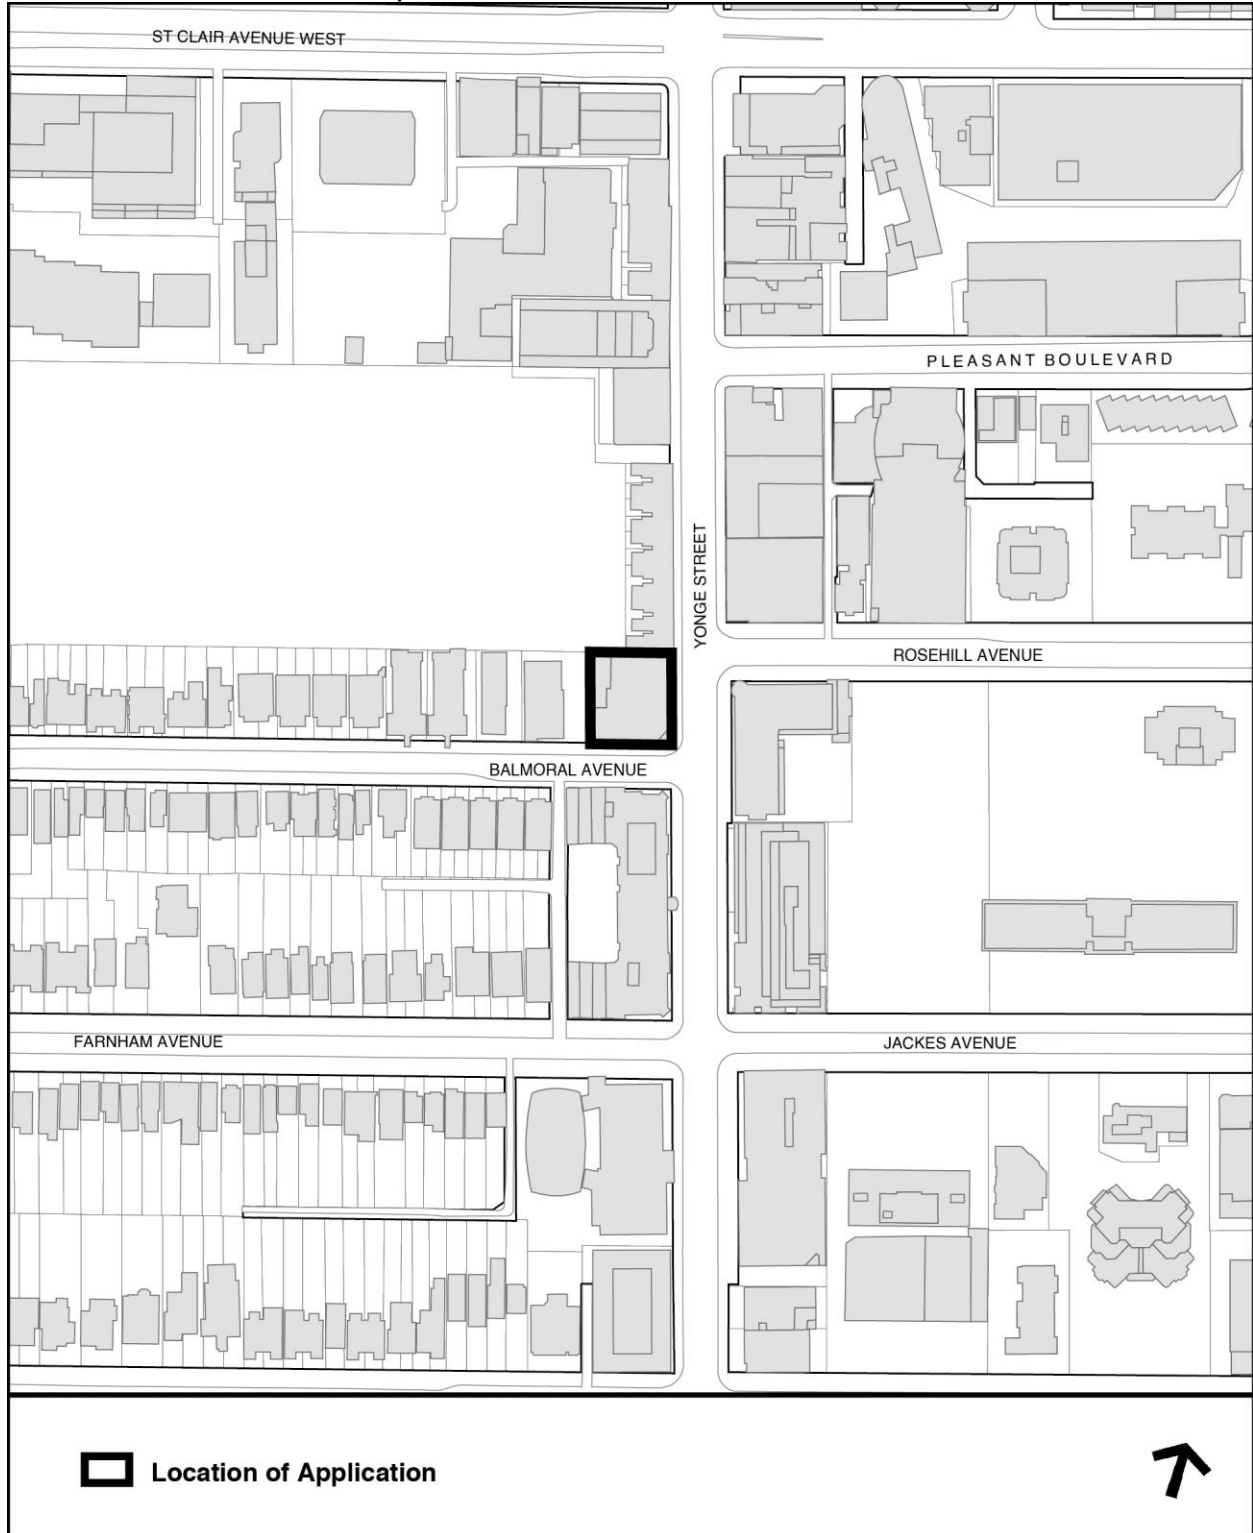 ST CLAIR AVENUE WEST
PLEASANT BOULEVARD
YONGE STREET
ROSEHILL AVENUE
BALMORAL AVENUE
FARNHAM AVENUE
JACKES AVENUE
Location of Application